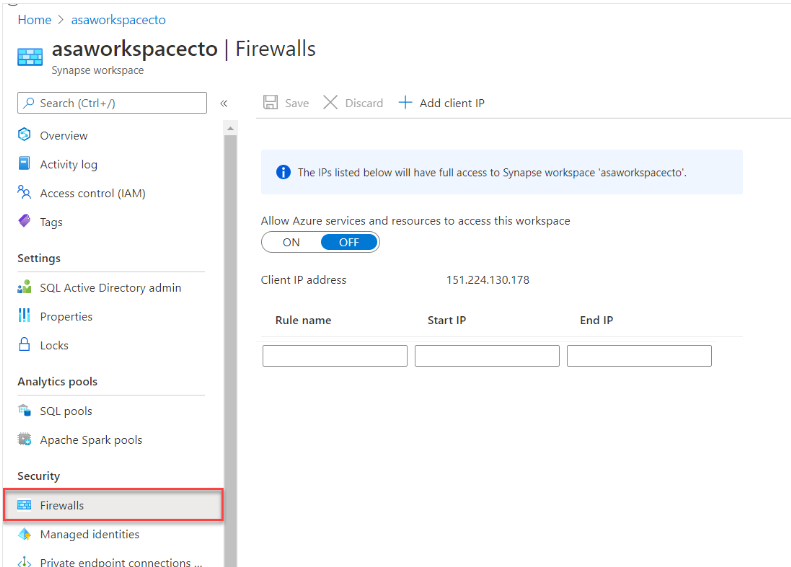 Home > asaworkspacecto
asaworkspacecto | Firewalls
Synapse workspace
Search (Ctrl+/)
«
Save
Discard
Add client IP
Overview
Activity log
Access control (IAM)
Tags
Settings
SQL Active Directory admin
Properties
Locks
Analytics pools
SQL pools
Apache Spark pools
Security
Firewalls
Managed identities
Private endpoint connections ...
The IPs listed below will have full access to Synapse workspace 'asaworkspacecto'.
Allow Azure services and resources to access this workspace
ON OFF
Client IP address 151.224.130.178
Rule name Start IP End IP